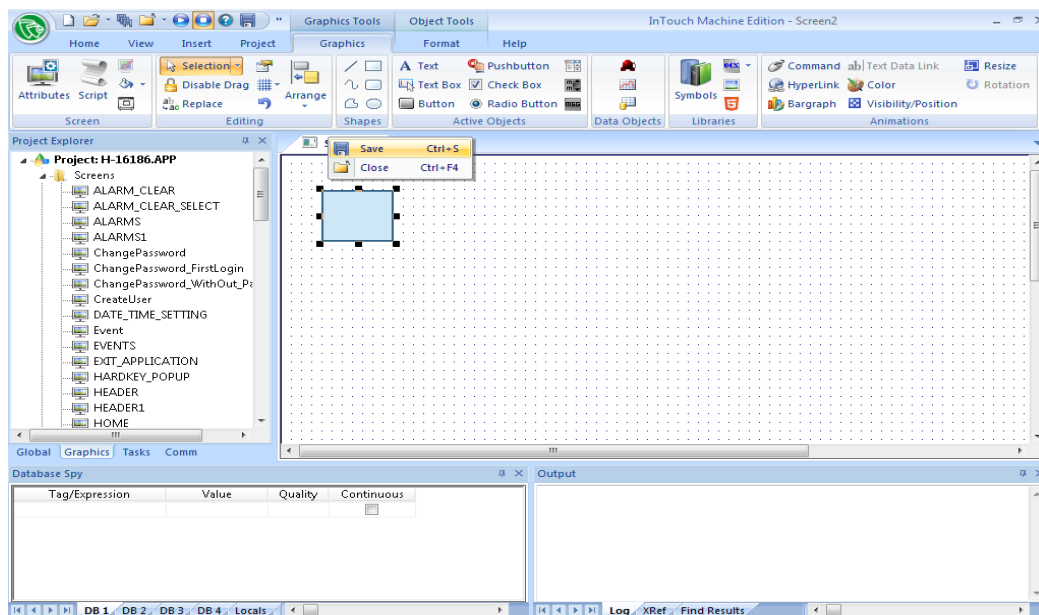 Graphics Tools Object Tools InTouch Machine Edition - Screen2
Home View Insert Project Graphics Format Help
Attributes Script Selection Disable Drag Replace Arrange
A Text Pushbutton
Text Box Check Box
Button Radio Button
Symbols
Command ab Text Data Link Resize
HyperLink Color Rotation
Bargraph Visibility/Position
Screen Editing Shapes Active Objects Data Objects Libraries Animations
Project Explorer
Save Ctrl+S
Close Ctrl+F4
Project: H-16186.APP
Screens
ALARM_CLEAR
ALARM_CLEAR_SELECT
ALARMS
ALARMS1
ChangePassword
ChangePassword_FirstLogin
ChangePassword_WithOut_Pa
CreateUser
DATE_TIME_SETTING
Event
EVENTS
EXIT_APPLICATION
HARDKEY_POPUP
HEADER
HEADER1
HOME
Global Graphics Tasks Comm
Database Spy
Tag/Expression Value Quality Continuous
DB 1 DB 2 DB 3 DB 4 Locals
Output
Log XRef Find Results